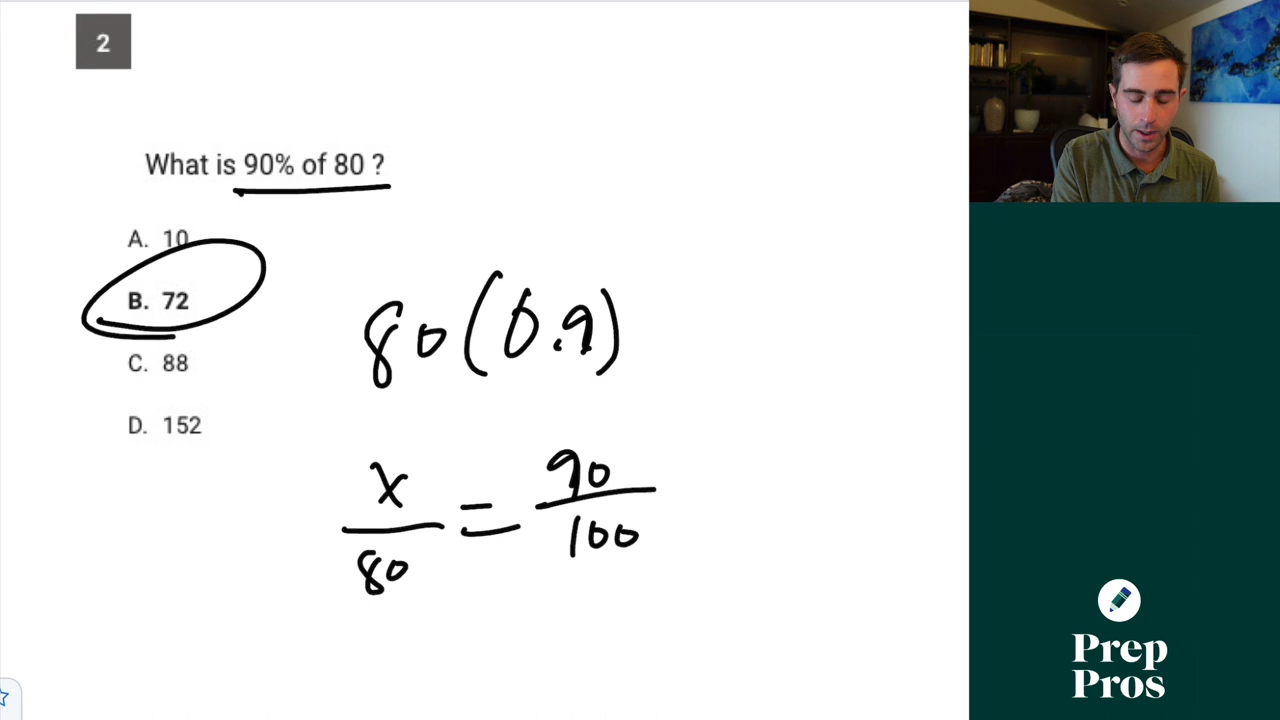 2
What is 90% of 80 ?
A. 10
B. 72
C. 88
D. 152
80(0.9)
x/80 = 90/100
Prep
Pros